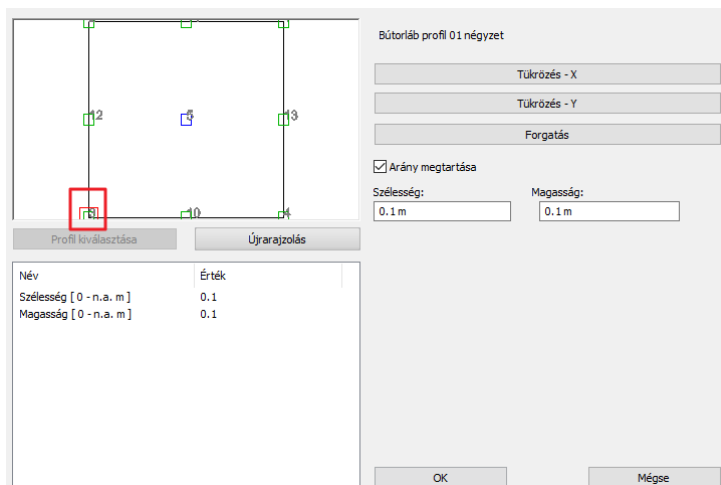 Bútorláb profil 01 négyzet
Tükrözés - X
Tükrözés - Y
Forgatás
12
5
13
Arány megtartása
Szélesség:
Magasság:
0.1 m
0.1 m
10
4
Profil kiválasztása
Újrarajzolás
Név
Érték
Szélesség [ 0 - n.a. m ]
0.1
Magasság [ 0 - n.a. m ]
0.1
OK
Mégse